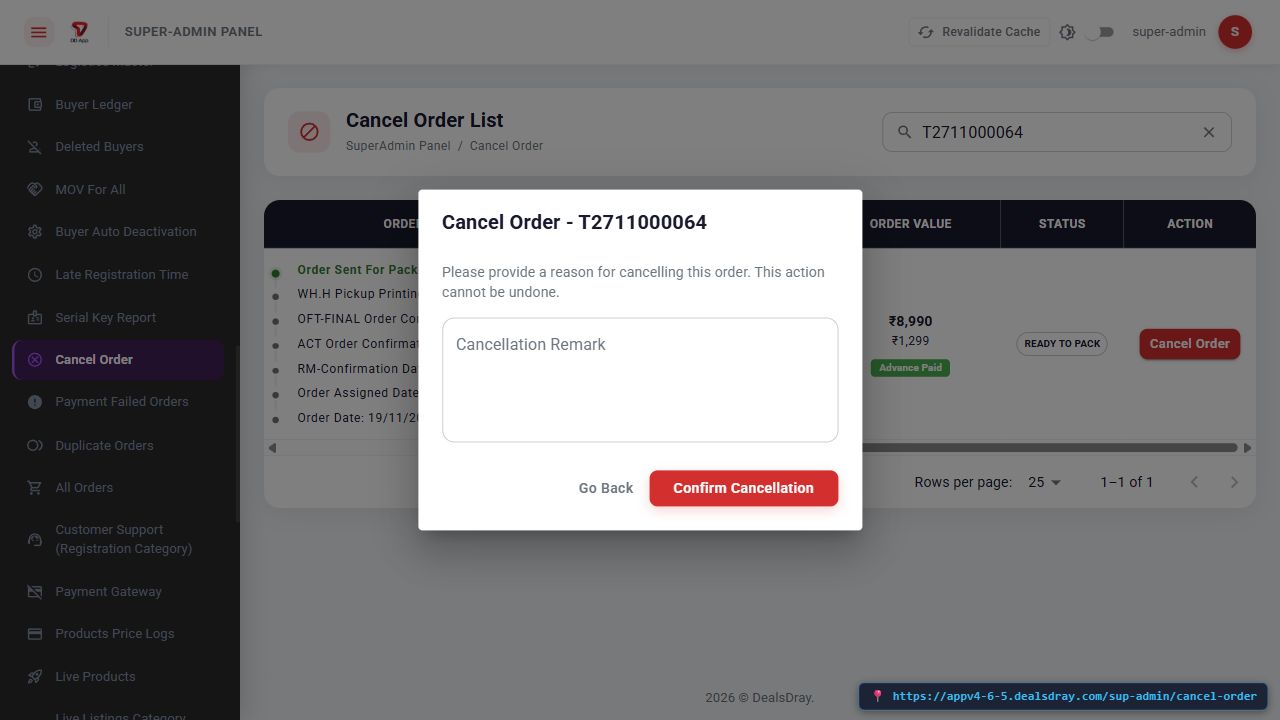 SUPER-ADMIN PANEL
Revalidate Cache
super-admin
S
Buyer Ledger
Deleted Buyers
MOV For All
Buyer Auto Deactivation
Late Registration Time
Serial Key Report
Cancel Order
Payment Failed Orders
Duplicate Orders
All Orders
Customer Support
(Registration Category)
Payment Gateway
Products Price Logs
Live Products
Live Listings Category
Cancel Order List
SuperAdmin Panel / Cancel Order
T2711000064
ORDER VALUE
STATUS
ACTION
Order Sent For Pack
WH.H Pickup Printin
OFT-FINAL Order Co
ACT Order Confirmat
RM-Confirmation Da
Order Assigned Date
Order Date: 19/11/2
₹8,990
₹1,299
Advance Paid
READY TO PACK
Cancel Order
Rows per page: 25 1–1 of 1
Cancel Order - T2711000064
Please provide a reason for cancelling this order. This action
cannot be undone.
Cancellation Remark
Go Back
Confirm Cancellation
2026 © DealsDray.
https://appv4-6-5.dealsdray.com/sup-admin/cancel-order